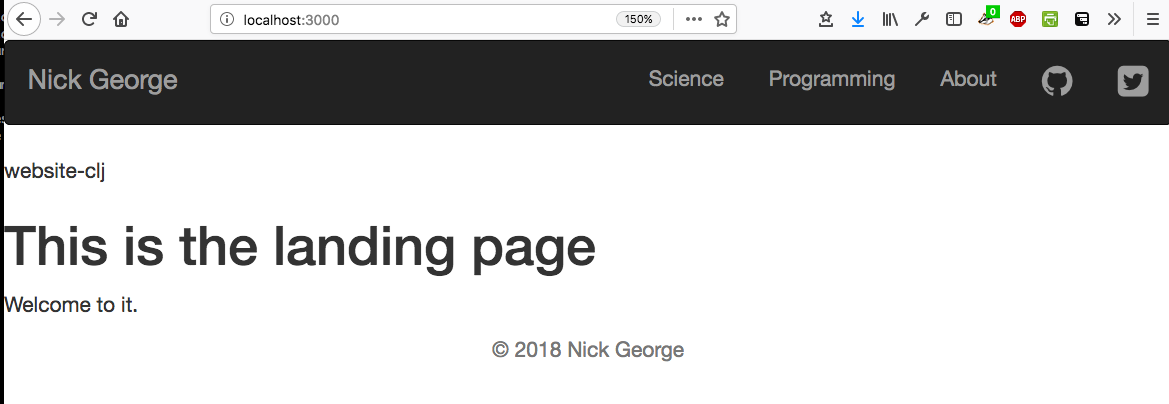 localhost:3000 150%
0
ABP
Nick George Science Programming About
website-clj
This is the landing page
Welcome to it.
© 2018 Nick George